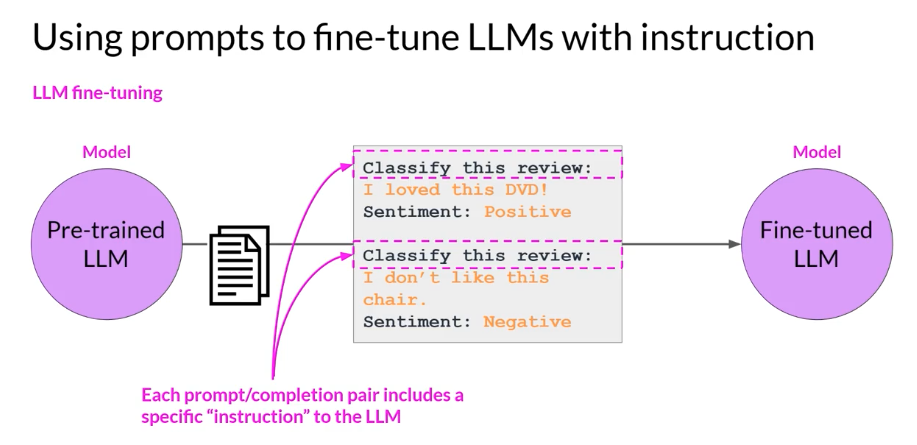 Using prompts to fine-tune LLMs with instruction
LLM fine-tuning
Model
Pre-trained
LLM
Classify this review:
I loved this DVD!
Sentiment: Positive
Classify this review:
I don't like this
chair.
Sentiment: Negative
Model
Fine-tuned
LLM
Each prompt/completion pair includes a
specific “instruction” to the LLM